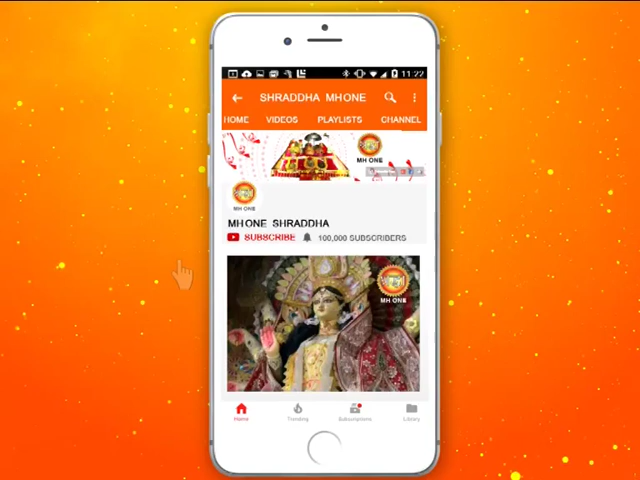 11:22
SHRADDHA MHONE
HOME VIDEOS PLAYLISTS CHANNEL
MH ONE
MH ONE
MHONE SHRADDHA
SUBSCRIBE 100,000 SUBSCRIBERS
MH ONE
Home Trending Subscriptions Library